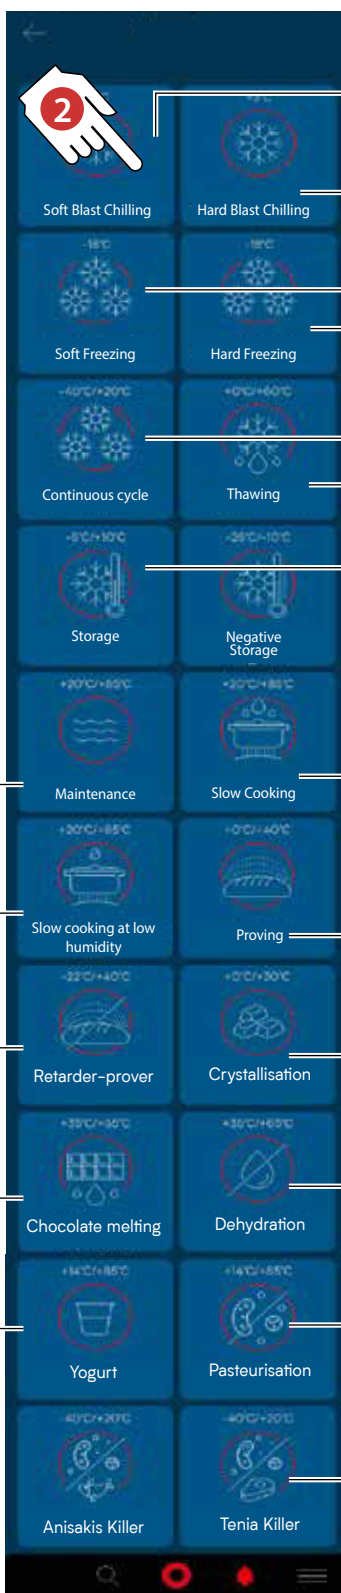 2
+3°C
Soft Blast Chilling
Hard Blast Chilling
-18°C
-18°C
Soft Freezing
Hard Freezing
-40°C/+20°C
+0°C/+60°C
Continuous cycle
Thawing
-5°C/+10°C
-25°C/-10°C
Storage
Negative
Storage
+20°C/+85°C
+20°C/+85°C
Maintenance
Slow Cooking
+20°C/+85°C
+0°C/+40°C
Slow cooking at low
humidity
Proving
-22°C/+40°C
+0°C/+30°C
Retarder-prover
Crystallisation
+35°C/+65°C
Chocolate melting
Dehydration
+14°C/+85°C
+14°C/+85°C
Yogurt
Pasteurisation
-40°C/+20°C
-40°C/+20°C
Anisakis Killer
Tenia Killer